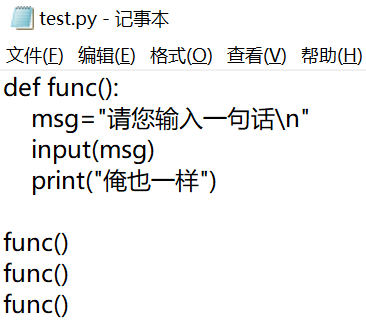 test.py - 记事本
文件(F) 编辑(E) 格式(O) 查看(V) 帮助(H)
def func():
    msg="请您输入一句话\n"
    input(msg)
    print("俺也一样")

func()
func()
func()